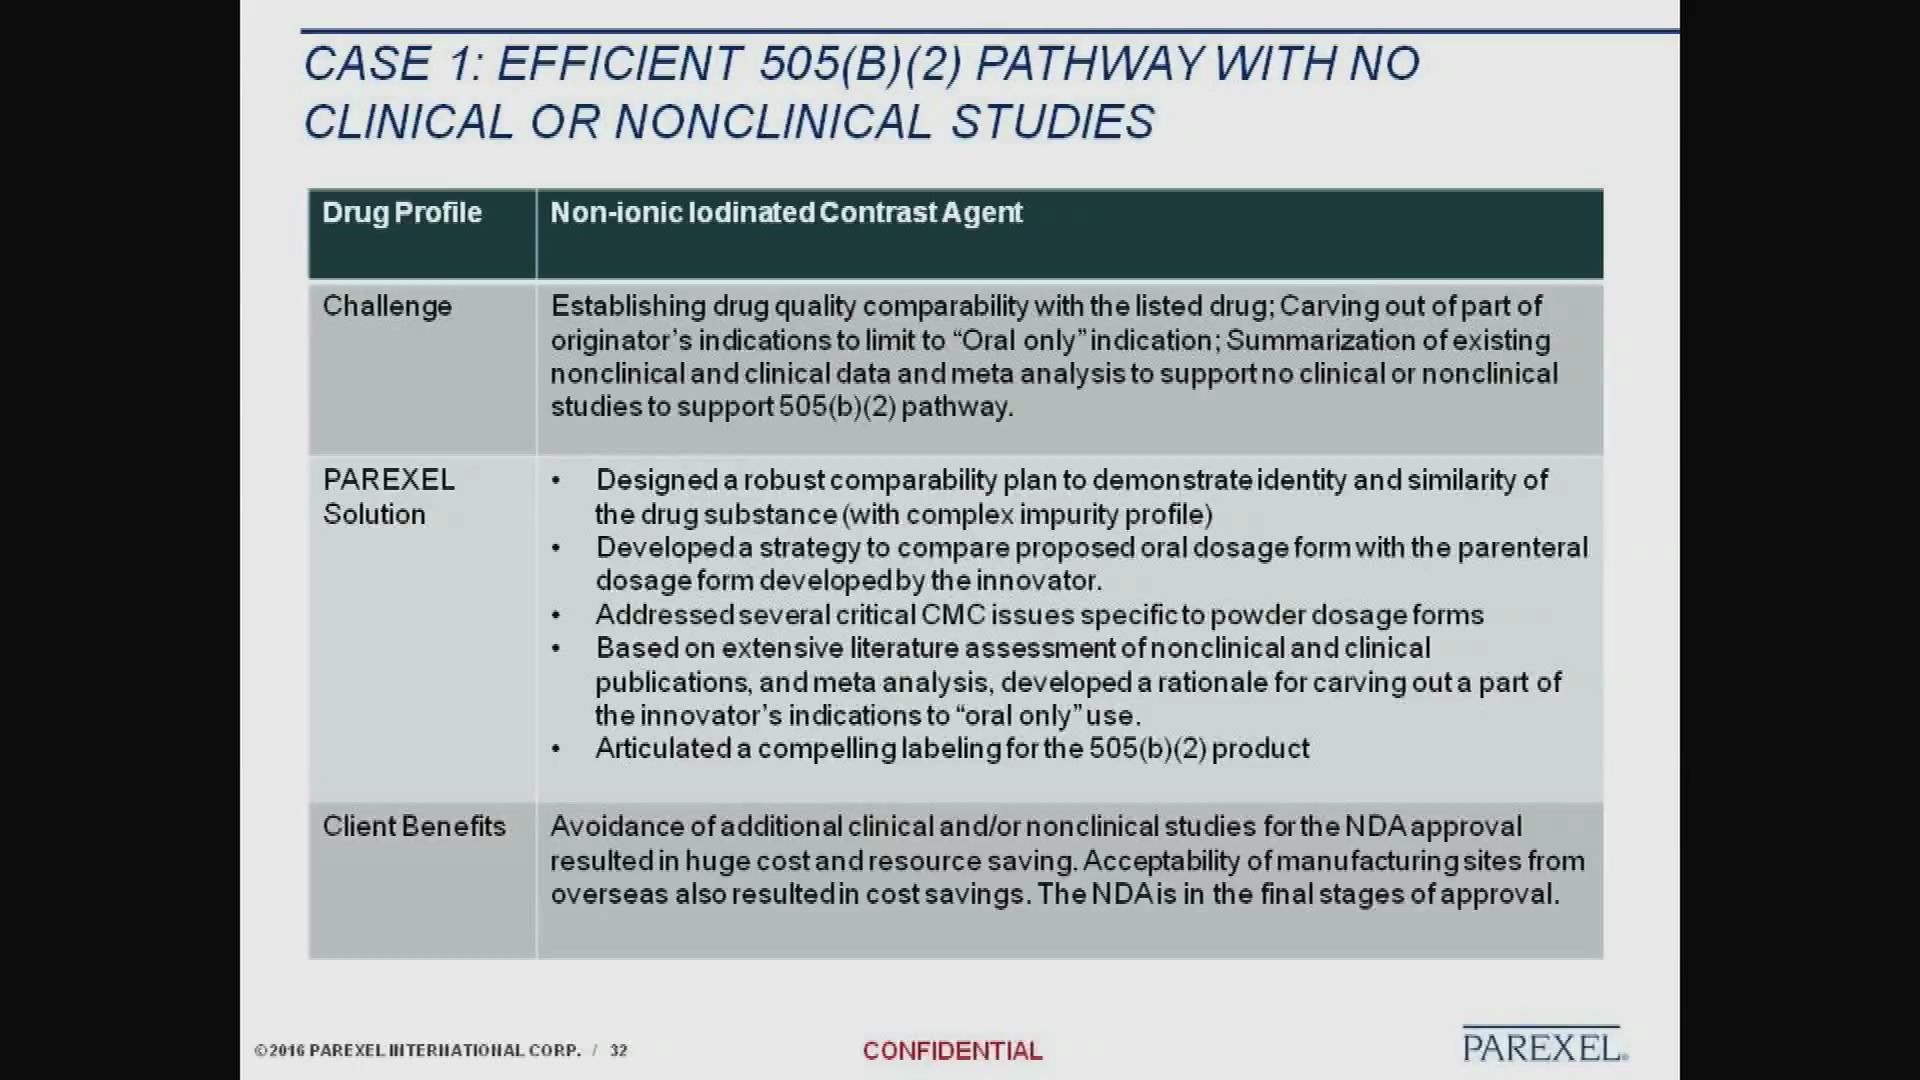 CASE 1: EFFICIENT 505(B)(2) PATHWAY WITH NO
CLINICAL OR NONCLINICAL STUDIES
Drug Profile
Non-ionic Iodinated Contrast Agent
Challenge
Establishing drug quality comparability with the listed drug; Carving out of part of
originator’s indications to limit to “Oral only” indication; Summarization of existing
nonclinical and clinical data and meta analysis to support no clinical or nonclinical
studies to support 505(b)(2) pathway.
PAREXEL
Solution
• Designed a robust comparability plan to demonstrate identity and similarity of
the drug substance (with complex impurity profile)
• Developed a strategy to compare proposed oral dosage form with the parenteral
dosage form developed by the innovator.
• Addressed several critical CMC issues specific to powder dosage forms
• Based on extensive literature assessment of nonclinical and clinical
publications, and meta analysis, developed a rationale for carving out a part of
the innovator’s indications to “oral only” use.
• Articulated a compelling labeling for the 505(b)(2) product
Client Benefits
Avoidance of additional clinical and/or nonclinical studies for the NDA approval
resulted in huge cost and resource saving. Acceptability of manufacturing sites from
overseas also resulted in cost savings. The NDA is in the final stages of approval.
©2016 PAREXEL INTERNATIONAL CORP. / 32
CONFIDENTIAL
PAREXEL®